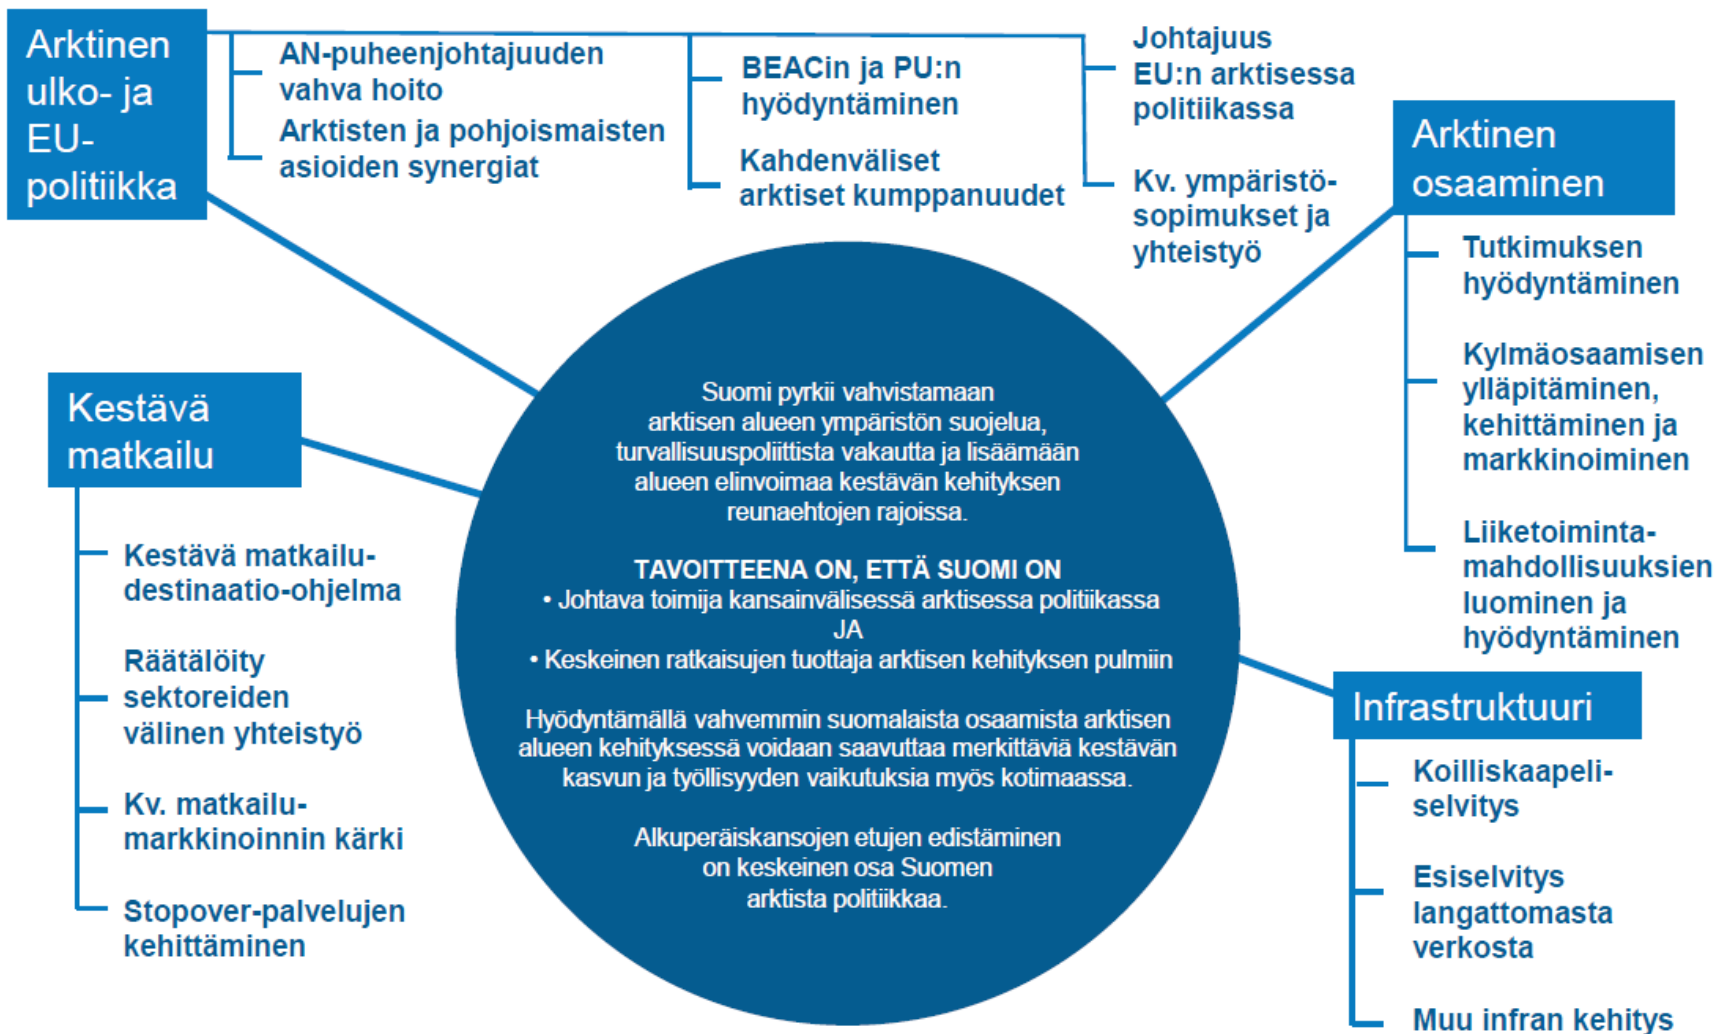 Arktinen
ulko- ja
EU-
politiikka
AN-puheenjohtajuuden
vahva hoito
Arktisten ja pohjoismaisten
asioiden synergiat
BEACin ja PU:n
hyödyntäminen
Kahdenväliset
arktiset kumppanuudet
Johtajuus
EU:n arktisessa
politiikassa
Kv. ympäristö-
sopimukset ja
yhteistyö
Arktinen
osaaminen
Tutkimuksen
hyödyntäminen
Kylmäosaamisen
ylläpitäminen,
kehittäminen ja
markkinoiminen
Liiketoiminta-
mahdollisuuksien
luominen ja
hyödyntäminen
Kestävä
matkailu
Kestävä matkailu-
destinaatio-ohjelma
Räätälöity
sektoreiden
välinen yhteistyö
Kv. matkailu-
markkinoinnin kärki
Stopover-palvelujen
kehittäminen
Suomi pyrkii vahvistamaan
arktisen alueen ympäristön suojelua,
turvallisuuspoliittista vakautta ja lisäämään
alueen elinvoimaa kestävän kehityksen
reunaehtojen rajoissa.
TAVOITTEENA ON, ETTÄ SUOMI ON
• Johtava toimija kansainvälisessä arktisessa politiikassa
JA
• Keskeinen ratkaisujen tuottaja arktisen kehityksen pulmiin
Hyödyntämällä vahvemmin suomalaista osaamista arktisen
alueen kehityksessä voidaan saavuttaa merkittäviä kestävän
kasvun ja työllisyyden vaikutuksia myös kotimaassa.
Alkuperäiskansojen etujen edistäminen
on keskeinen osa Suomen
arktista politiikkaa.
Infrastruktuuri
Koilliskaapeli-
selvitys
Esiselvitys
langattomasta
verkosta
Muu infran kehitys